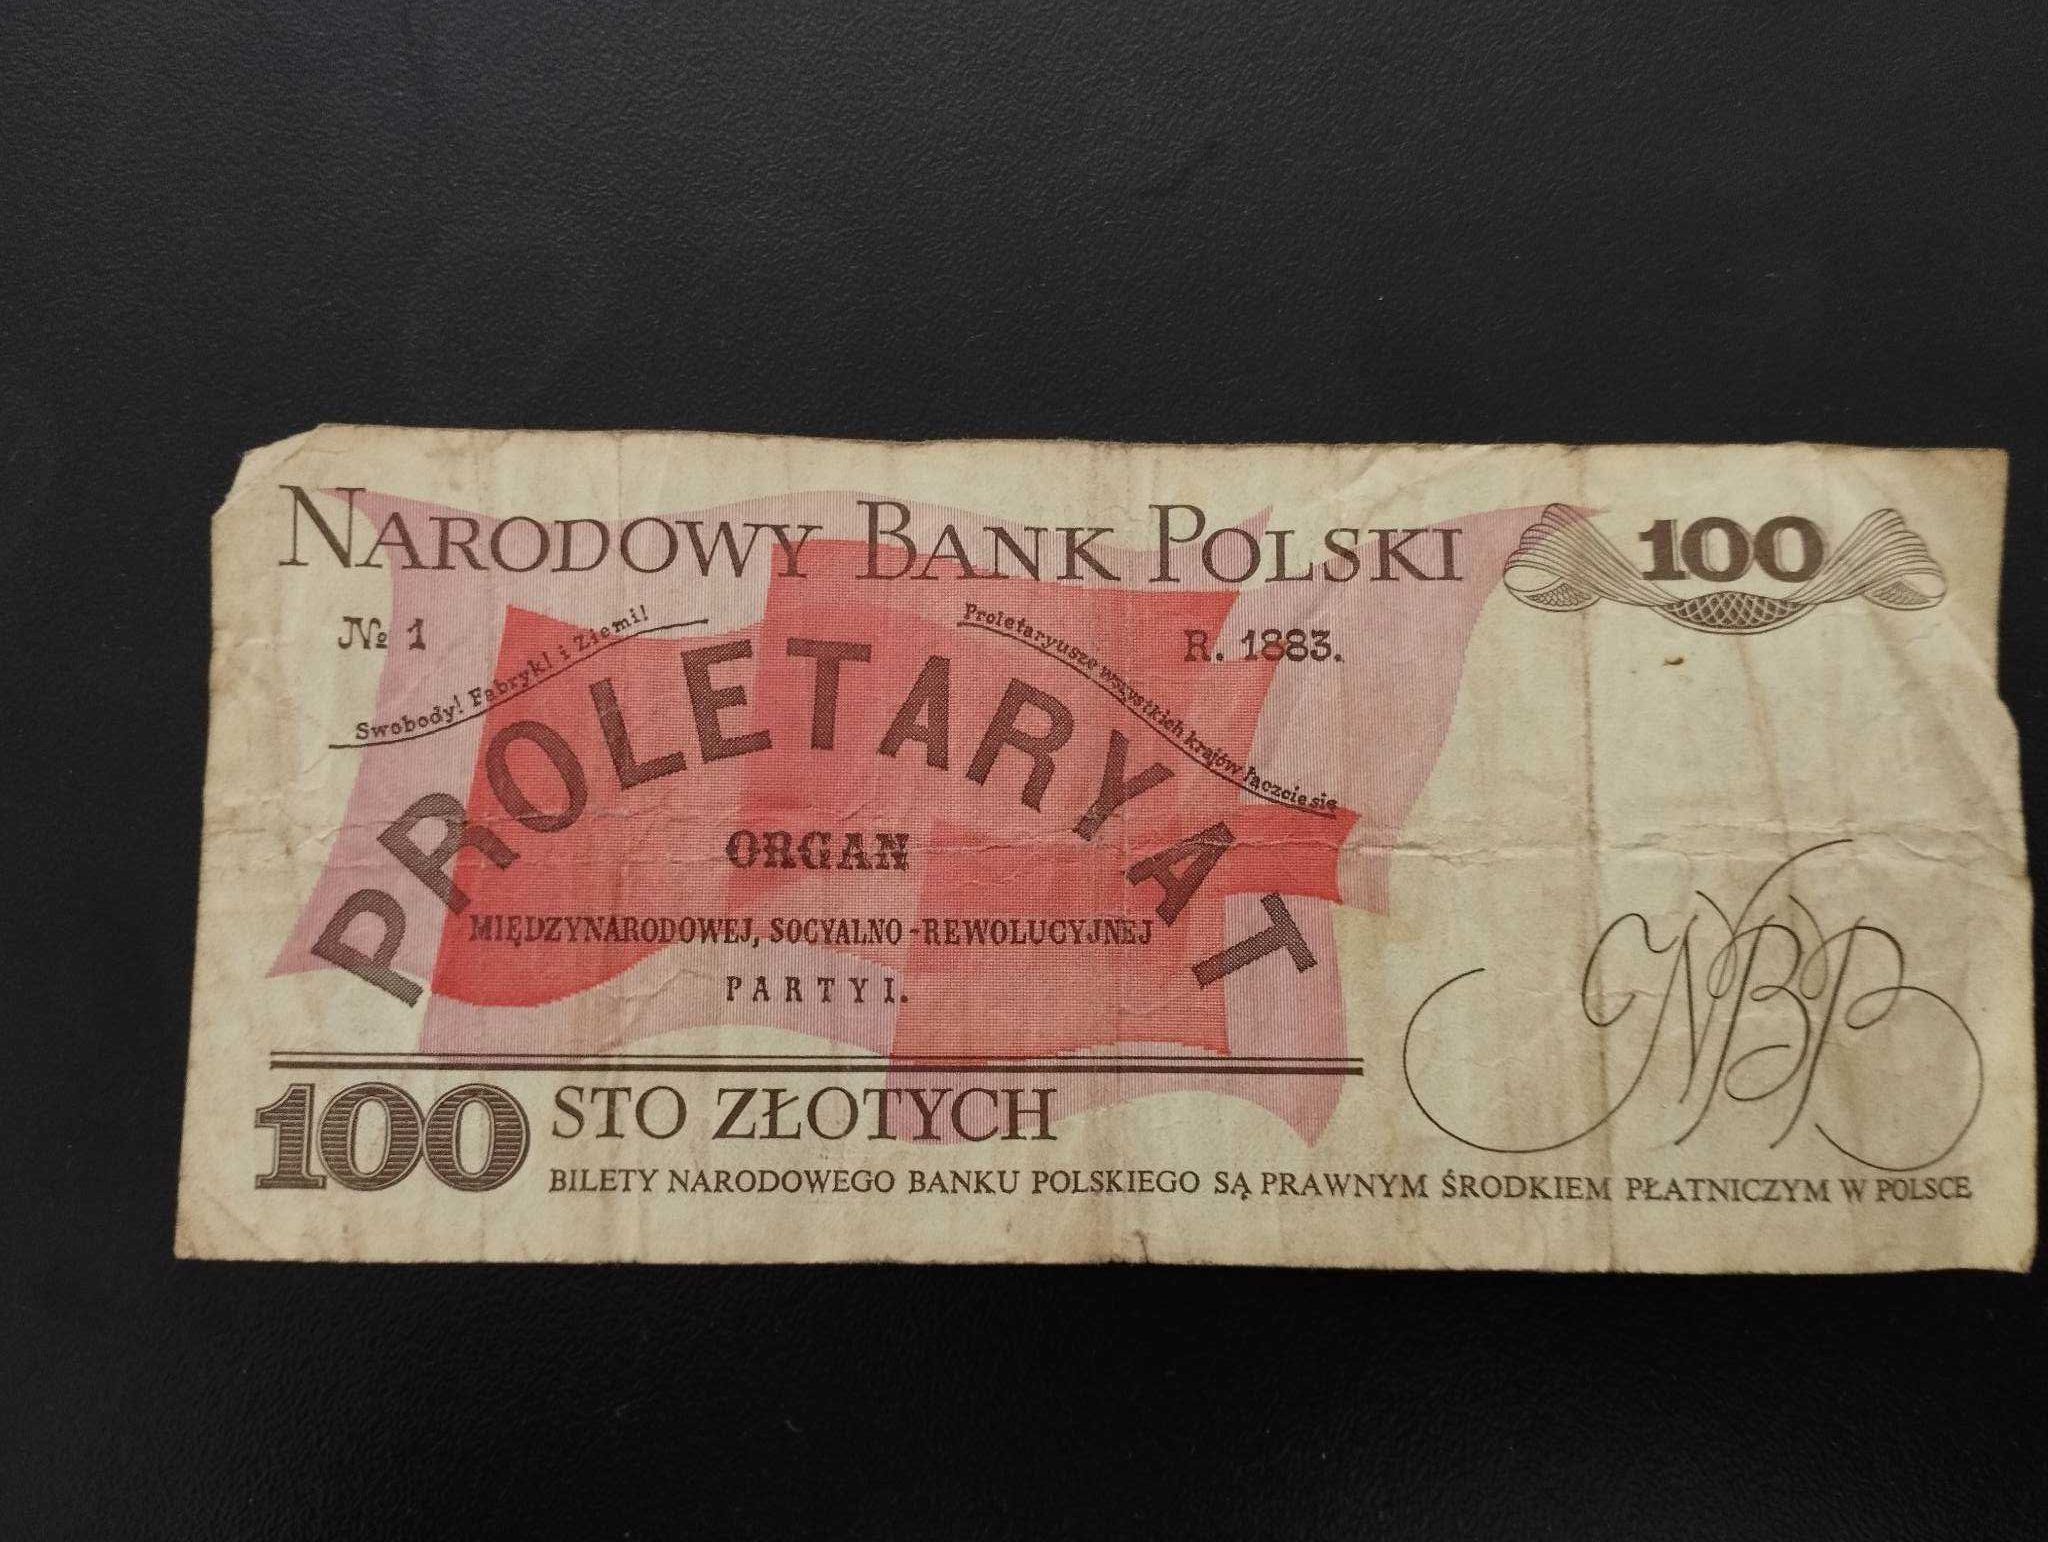 NARODOWY BANK POLSKI
100
№ 1
Swobody! Fabryk! i Ziemi!
Proletaryusze wszystkich krajów łączcie się
R. 1883.
PROLETARYAT
ORGAN
MIĘDZYNARODOWEJ, SOCYALNO-REWOLUCYJNEJ
PARTYI.
NBP
100 STO ZŁOTYCH
BILETY NARODOWEGO BANKU POLSKIEGO SĄ PRAWNYM ŚRODKIEM PŁATNICZYM W POLSCE